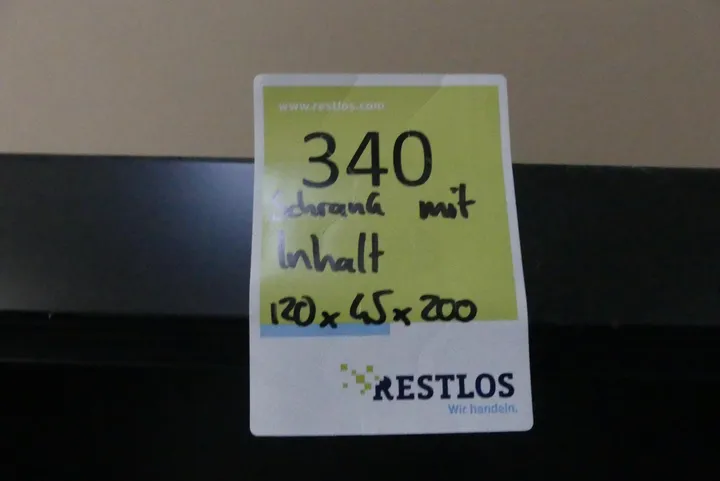 www.restlos.com
340
Schrank mit
Inhalt
120 x 45 x 200
RESTLOS
Wir handeln.